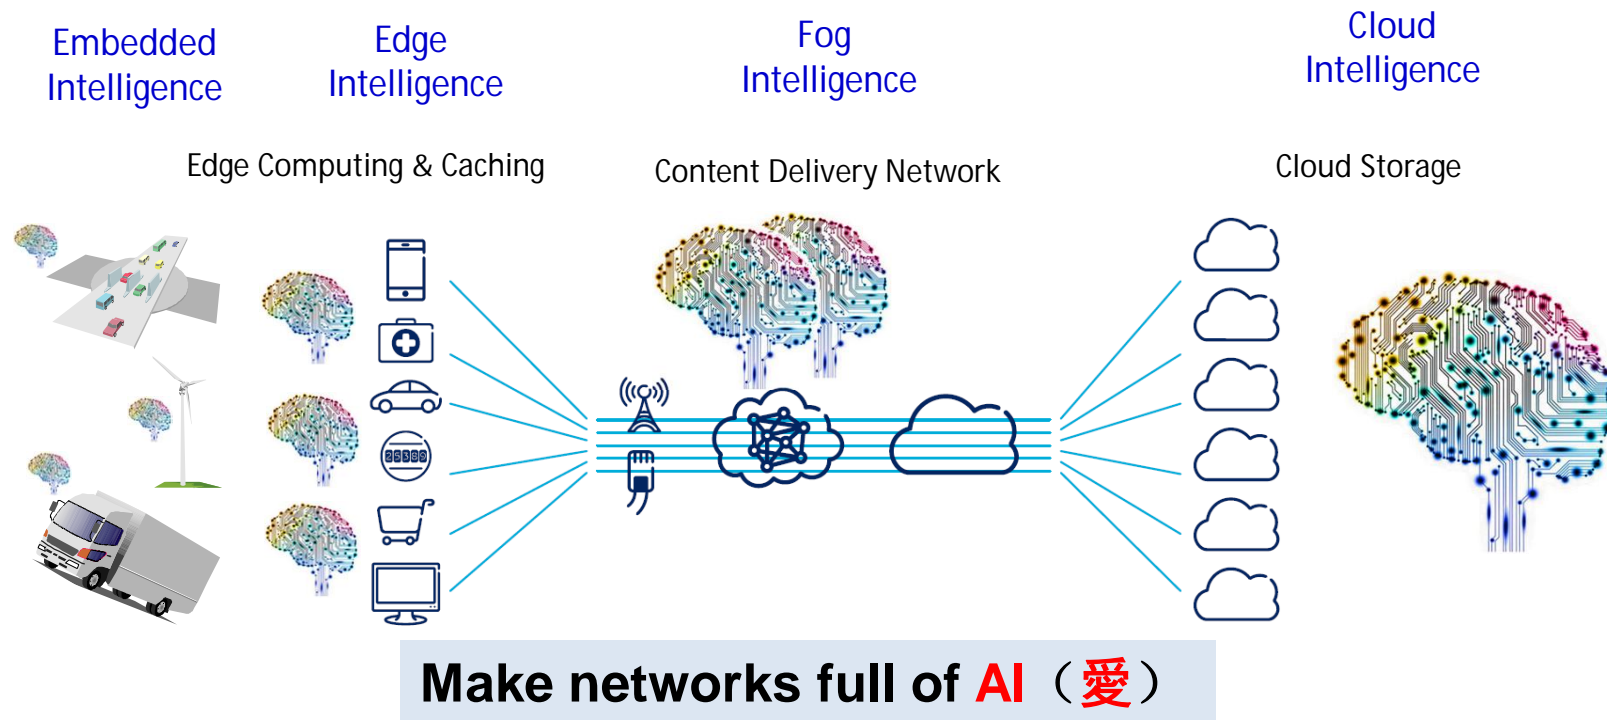 Embedded
Intelligence
Edge
Intelligence
Fog
Intelligence
Cloud
Intelligence
Edge Computing & Caching
Content Delivery Network
Cloud Storage
25369
Make networks full of AI（愛）